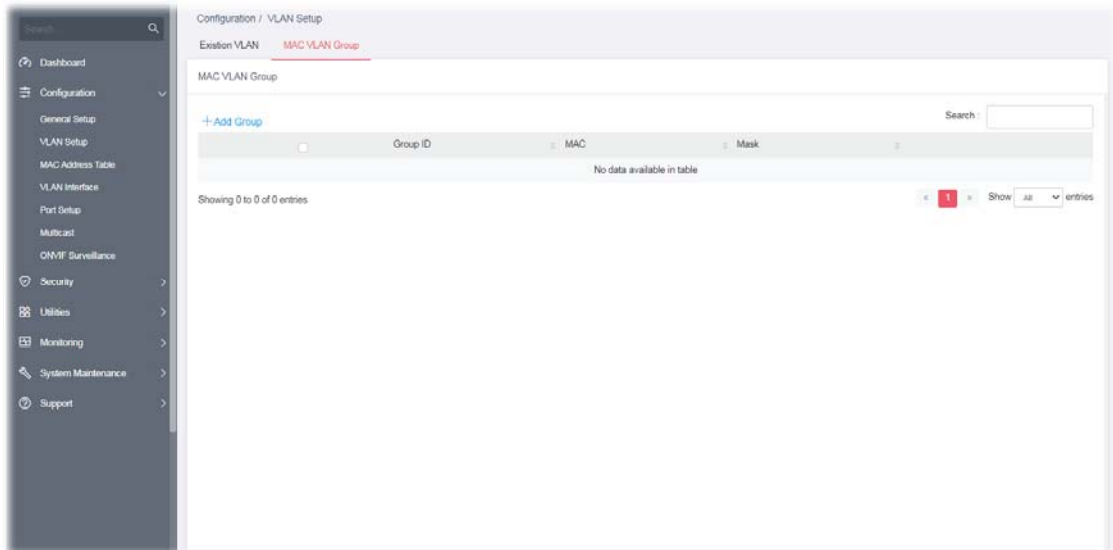 Search
Dashboard
Configuration
General Setup
VLAN Setup
MAC Address Table
VLAN Interface
Port Setup
Multicast
ONVIF Surveillance
Security
Utilities
Monitoring
System Maintenance
Support
Configuration / VLAN Setup
Existion VLAN MAC VLAN Group
MAC VLAN Group
+Add Group Search :
Group ID MAC Mask
No data available in table
Showing 0 to 0 of 0 entries « 1 » Show All entries